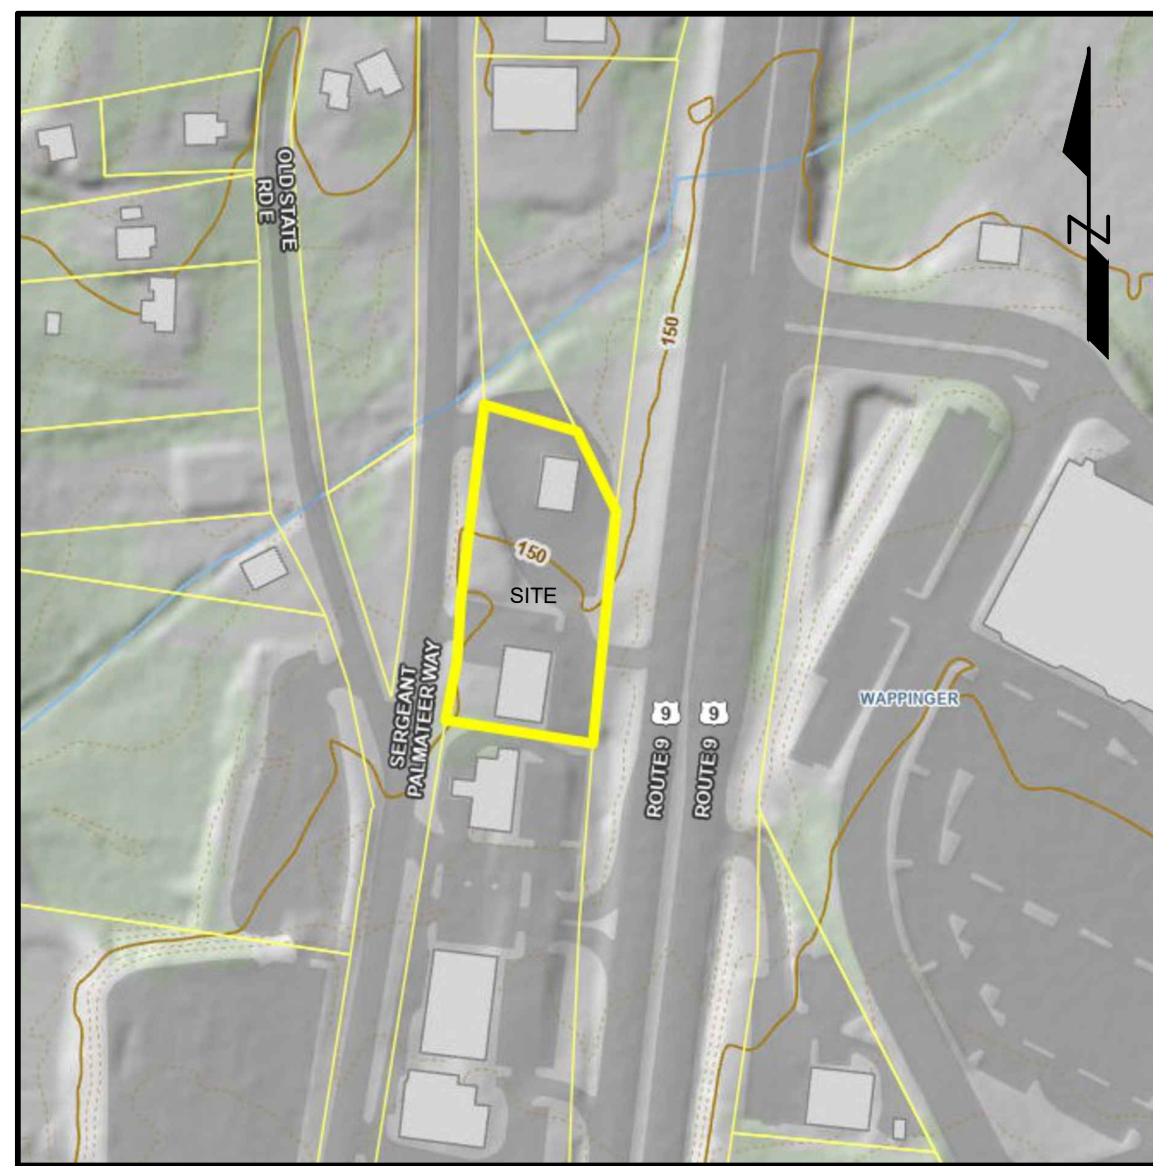 OLD STATE
RD E
150
150
SITE
SERGEANT
PALMATEER WAY
WAPPINGER
9
9
ROUTE 9
ROUTE 9
N